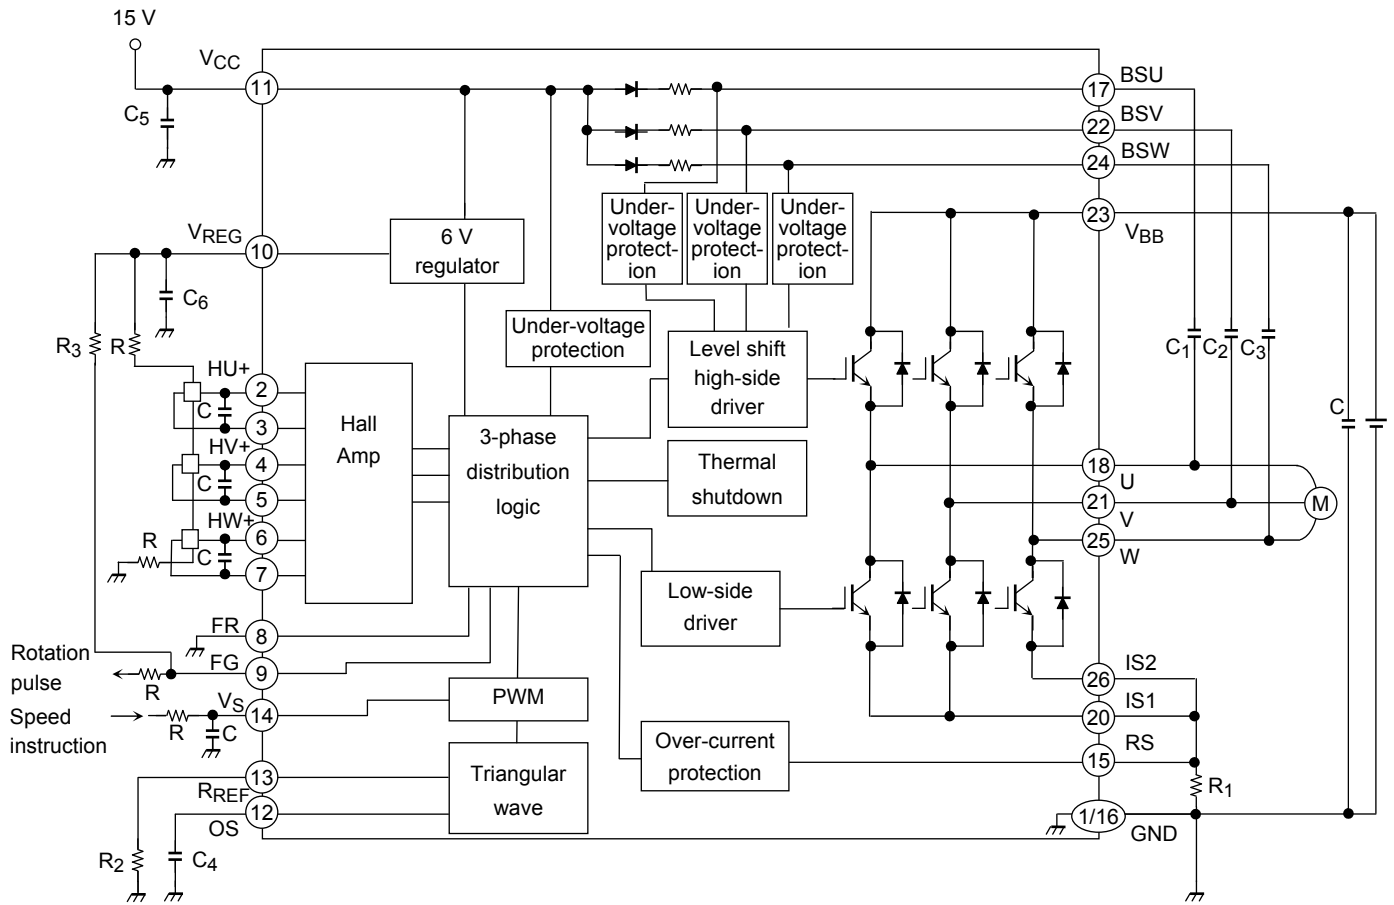 15 V
VCC
11
C5
17
BSU
22
BSV
24
BSW
23
VBB
VREG
10
C6
6 V
regulator
Under-
voltage
protect-
ion
Under-
voltage
protect-
ion
Under-
voltage
protect-
ion
Under-voltage
protection
Level shift
high-side
driver
R3
R
C1
C2
C3
C
HU+
2
C
3
HV+
4
C
5
HW+
6
R
C
7
Hall
Amp
3-phase
distribution
logic
Thermal
shutdown
Low-side
driver
18
U
21
V
25
W
M
FR
8
Rotation
pulse
R
FG
9
VS
14
Speed
instruction
R
C
PWM
13
RREF
12
OS
Triangular
wave
Over-current
protection
IS2
26
IS1
20
RS
15
R1
1/16
GND
R2
C4